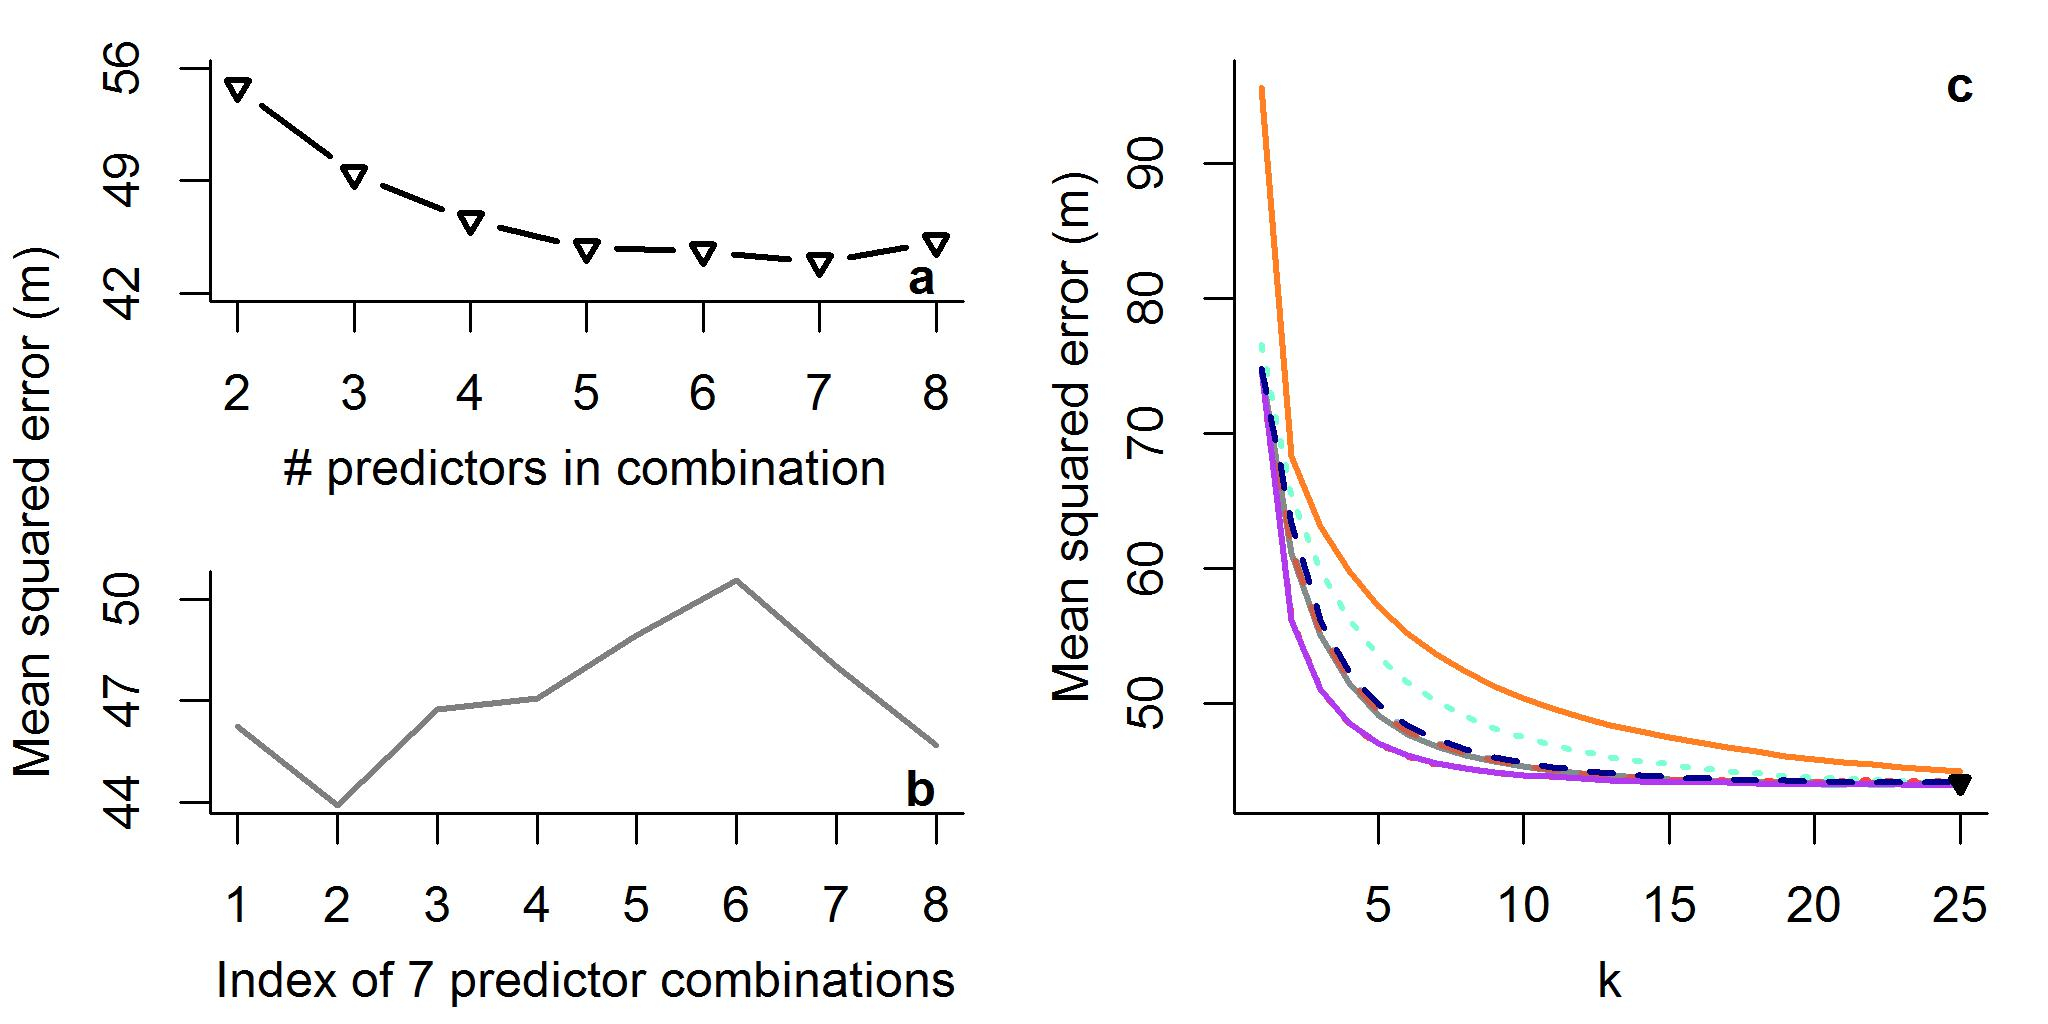 Mean squared error (m)
56
49
42
a
2 3 4 5 6 7 8
# predictors in combination
50
47
44
b
1 2 3 4 5 6 7 8
Index of 7 predictor combinations
c
Mean squared error (m)
90
80
70
60
50
5 10 15 20 25
k